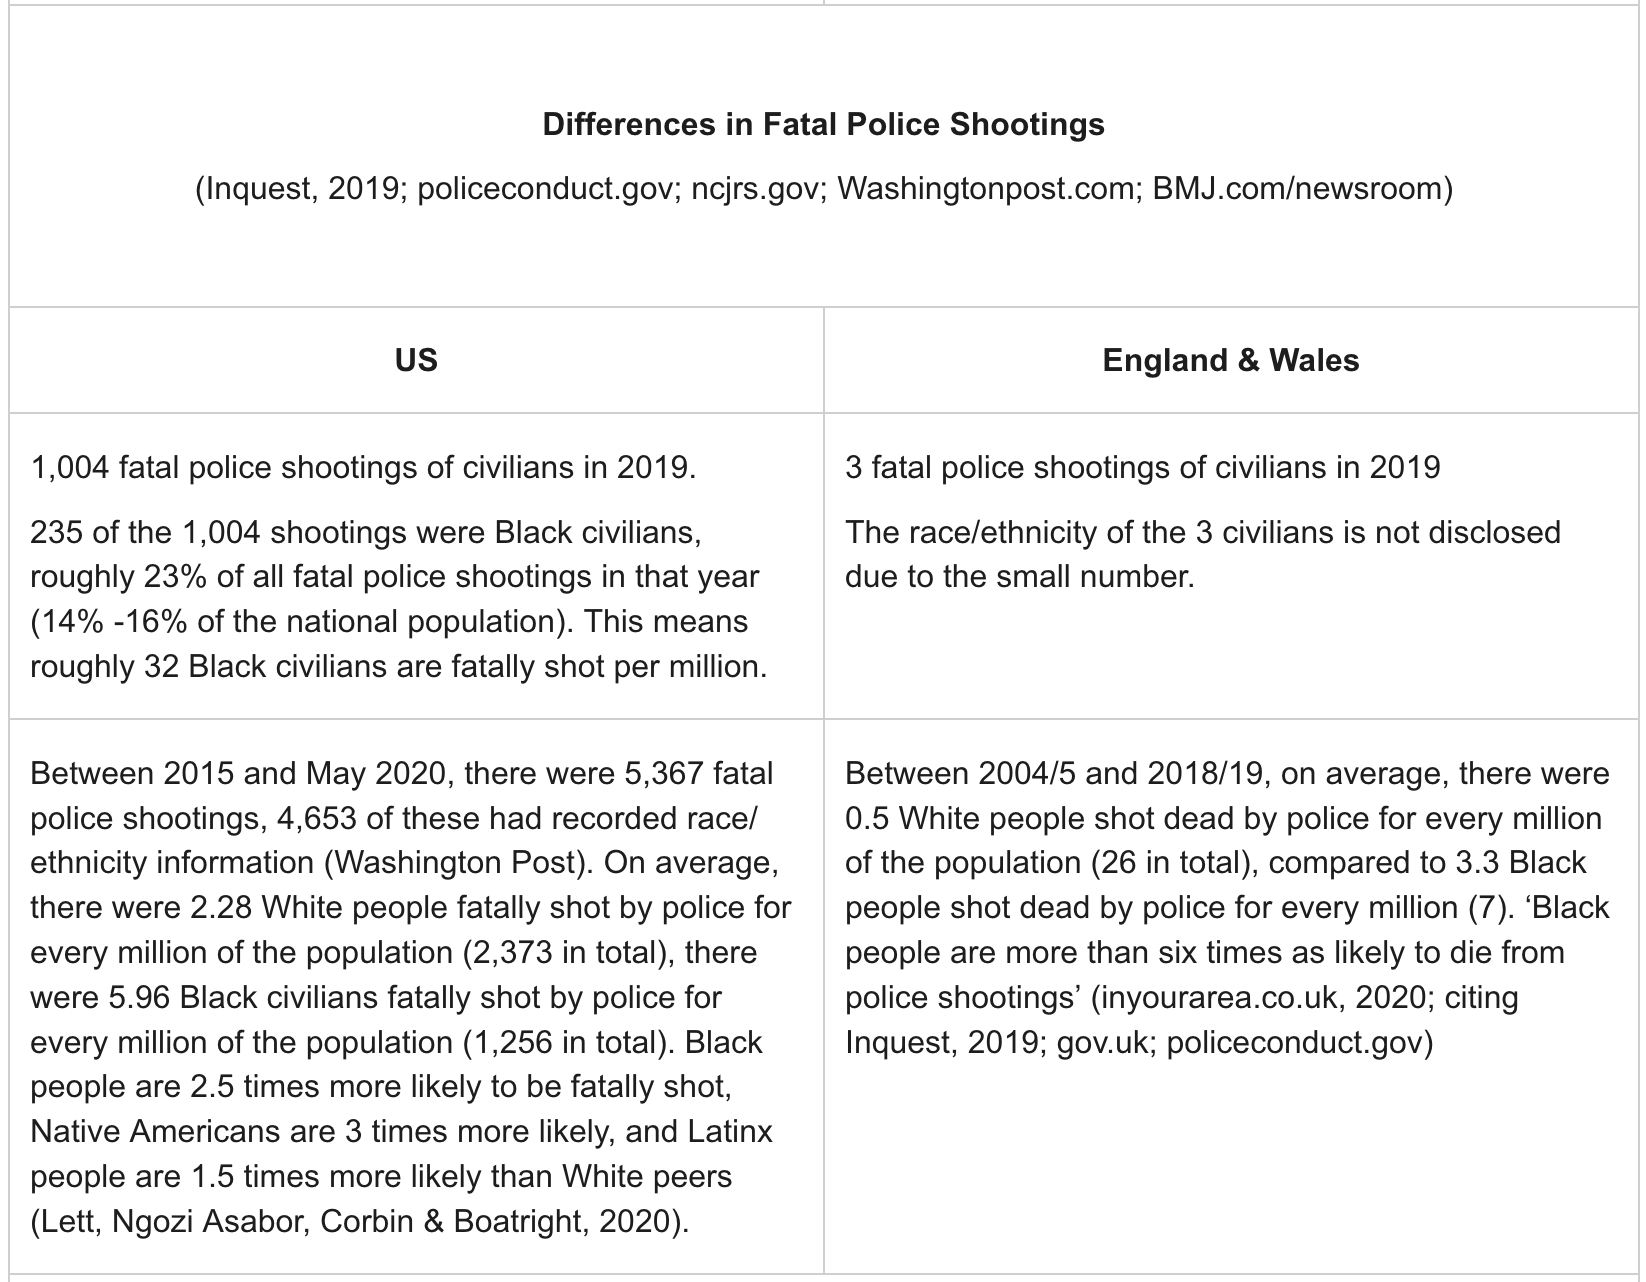 Differences in Fatal Police Shootings
(Inquest, 2019; policeconduct.gov; ncjrs.gov; Washingtonpost.com; BMJ.com/newsroom)
US
England & Wales
1,004 fatal police shootings of civilians in 2019.
235 of the 1,004 shootings were Black civilians,
roughly 23% of all fatal police shootings in that year
(14% -16% of the national population). This means
roughly 32 Black civilians are fatally shot per million.
3 fatal police shootings of civilians in 2019
The race/ethnicity of the 3 civilians is not disclosed
due to the small number.
Between 2015 and May 2020, there were 5,367 fatal
police shootings, 4,653 of these had recorded race/
ethnicity information (Washington Post). On average,
there were 2.28 White people fatally shot by police for
every million of the population (2,373 in total), there
were 5.96 Black civilians fatally shot by police for
every million of the population (1,256 in total). Black
people are 2.5 times more likely to be fatally shot,
Native Americans are 3 times more likely, and Latinx
people are 1.5 times more likely than White peers
(Lett, Ngozi Asabor, Corbin & Boatright, 2020).
Between 2004/5 and 2018/19, on average, there were
0.5 White people shot dead by police for every million
of the population (26 in total), compared to 3.3 Black
people shot dead by police for every million (7). ‘Black
people are more than six times as likely to die from
police shootings’ (inyourarea.co.uk, 2020; citing
Inquest, 2019; gov.uk; policeconduct.gov)